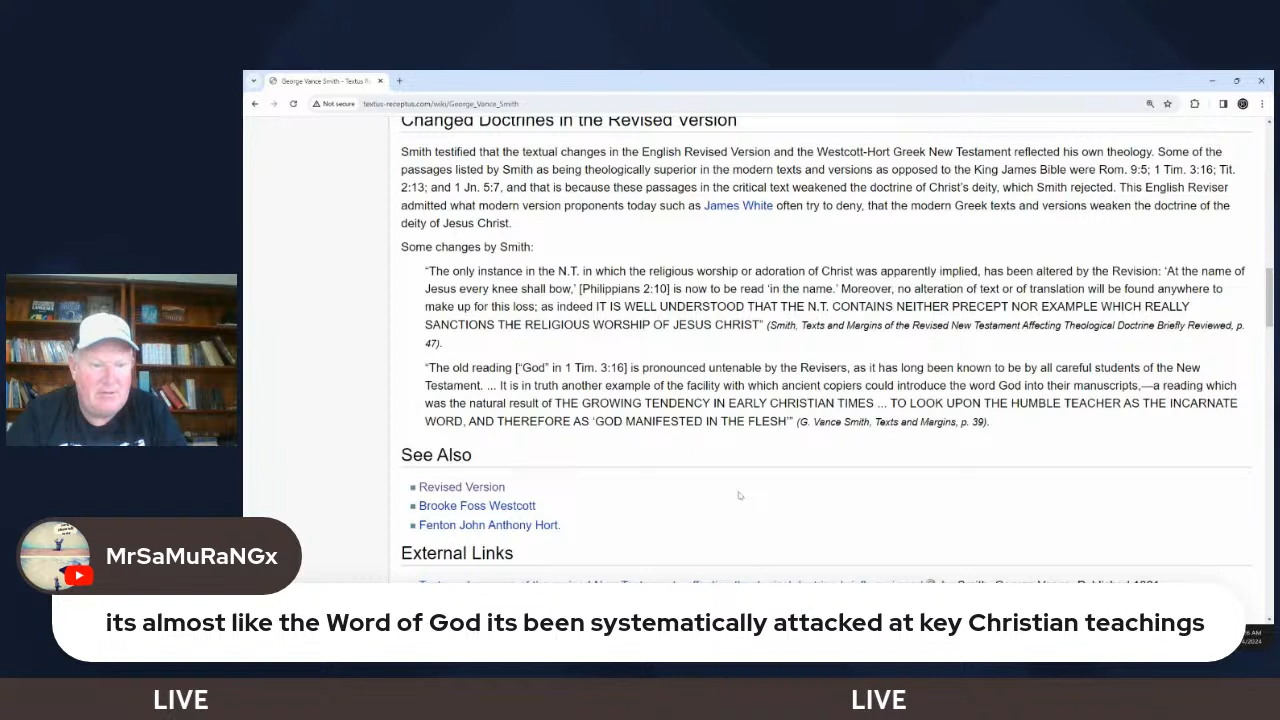 George Vance Smith - Textus R
Not secure
textus-receptus.com/wiki/George_Vance_Smith
Changed Doctrines in the Revised Version
Smith testified that the textual changes in the English Revised Version and the Westcott-Hort Greek New Testament reflected his own theology. Some of the
passages listed by Smith as being theologically superior in the modern texts and versions as opposed to the King James Bible were Rom. 9:5; 1 Tim. 3:16; Tit.
2:13; and 1 Jn. 5:7, and that is because these passages in the critical text weakened the doctrine of Christ's deity, which Smith rejected. This English Reviser
admitted what modern version proponents today such as James White often try to deny, that the modern Greek texts and versions weaken the doctrine of the
deity of Jesus Christ.
Some changes by Smith:
“The only instance in the N.T. in which the religious worship or adoration of Christ was apparently implied, has been altered by the Revision: ‘At the name of
Jesus every knee shall bow,’ [Philippians 2:10] is now to be read ‘in the name.’ Moreover, no alteration of text or of translation will be found anywhere to
make up for this loss; as indeed IT IS WELL UNDERSTOOD THAT THE N.T. CONTAINS NEITHER PRECEPT NOR EXAMPLE WHICH REALLY
SANCTIONS THE RELIGIOUS WORSHIP OF JESUS CHRIST” (Smith, Texts and Margins of the Revised New Testament Affecting Theological Doctrine Briefly Reviewed, p.
47).
“The old reading [“God” in 1 Tim. 3:16] is pronounced untenable by the Revisers, as it has long been known to be by all careful students of the New
Testament. ... It is in truth another example of the facility with which ancient copiers could introduce the word God into their manuscripts,—a reading which
was the natural result of THE GROWING TENDENCY IN EARLY CHRISTIAN TIMES ... TO LOOK UPON THE HUMBLE TEACHER AS THE INCARNATE
WORD, AND THEREFORE AS ‘GOD MANIFESTED IN THE FLESH’” (G. Vance Smith, Texts and Margins, p. 39).
See Also
Revised Version
Brooke Foss Westcott
Fenton John Anthony Hort.
External Links
MrSaMuRaNGx
its almost like the Word of God its been systematically attacked at key Christian teachings
LIVE
LIVE